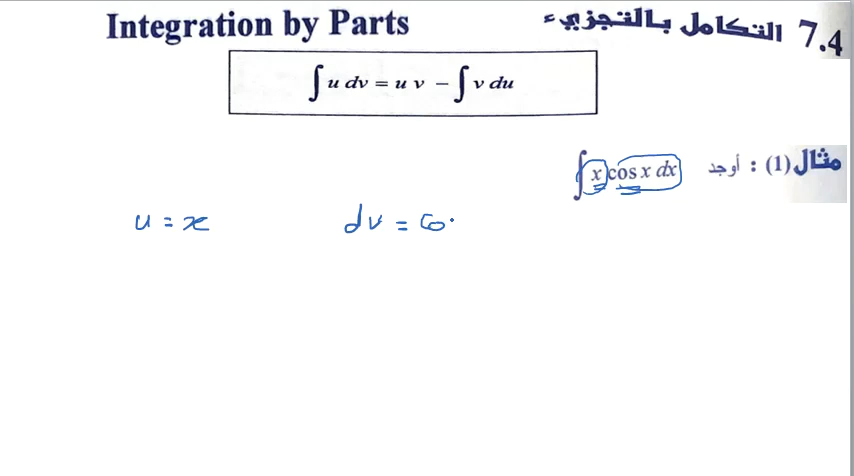 Integration by Parts
7.4 التكامل بالتجزيء
∫ u dv = u v − ∫ v du
مثال (1) : أوجد ∫ x cos x dx
u = x
dv = co